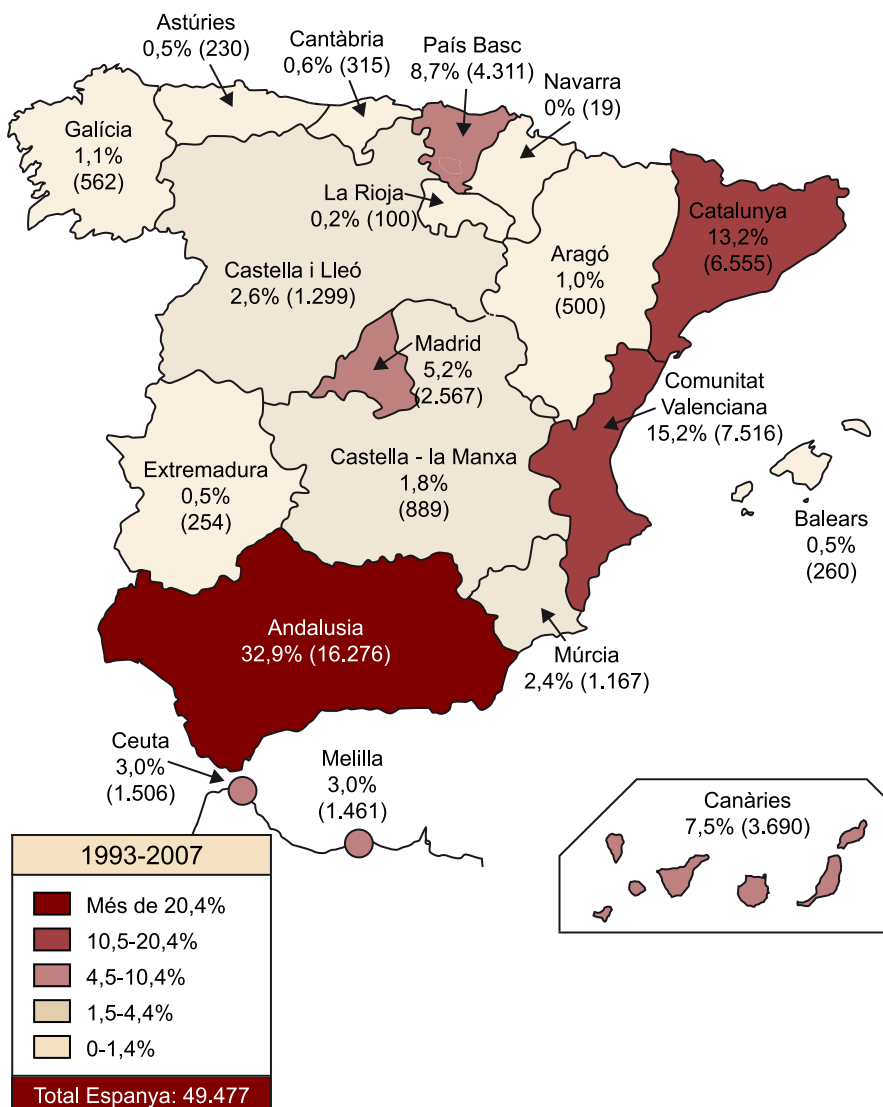 Astúries
0,5% (230)
Cantàbria
0,6% (315)
País Basc
8,7% (4.311)
Navarra
0% (19)
Galícia
1,1%
(562)
La Rioja
0,2% (100)
Catalunya
13,2%
(6.555)
Aragó
1,0%
(500)
Castella i Lleó
2,6% (1.299)
Madrid
5,2%
(2.567)
Comunitat
Valenciana
15,2% (7.516)
Extremadura
0,5%
(254)
Castella - la Manxa
1,8%
(889)
Balears
0,5%
(260)
Andalusia
32,9% (16.276)
Múrcia
2,4% (1.167)
Ceuta
3,0%
(1.506)
Melilla
3,0%
(1.461)
Canàries
7,5% (3.690)
1993-2007
Més de 20,4%
10,5-20,4%
4,5-10,4%
1,5-4,4%
0-1,4%
Total Espanya: 49.477